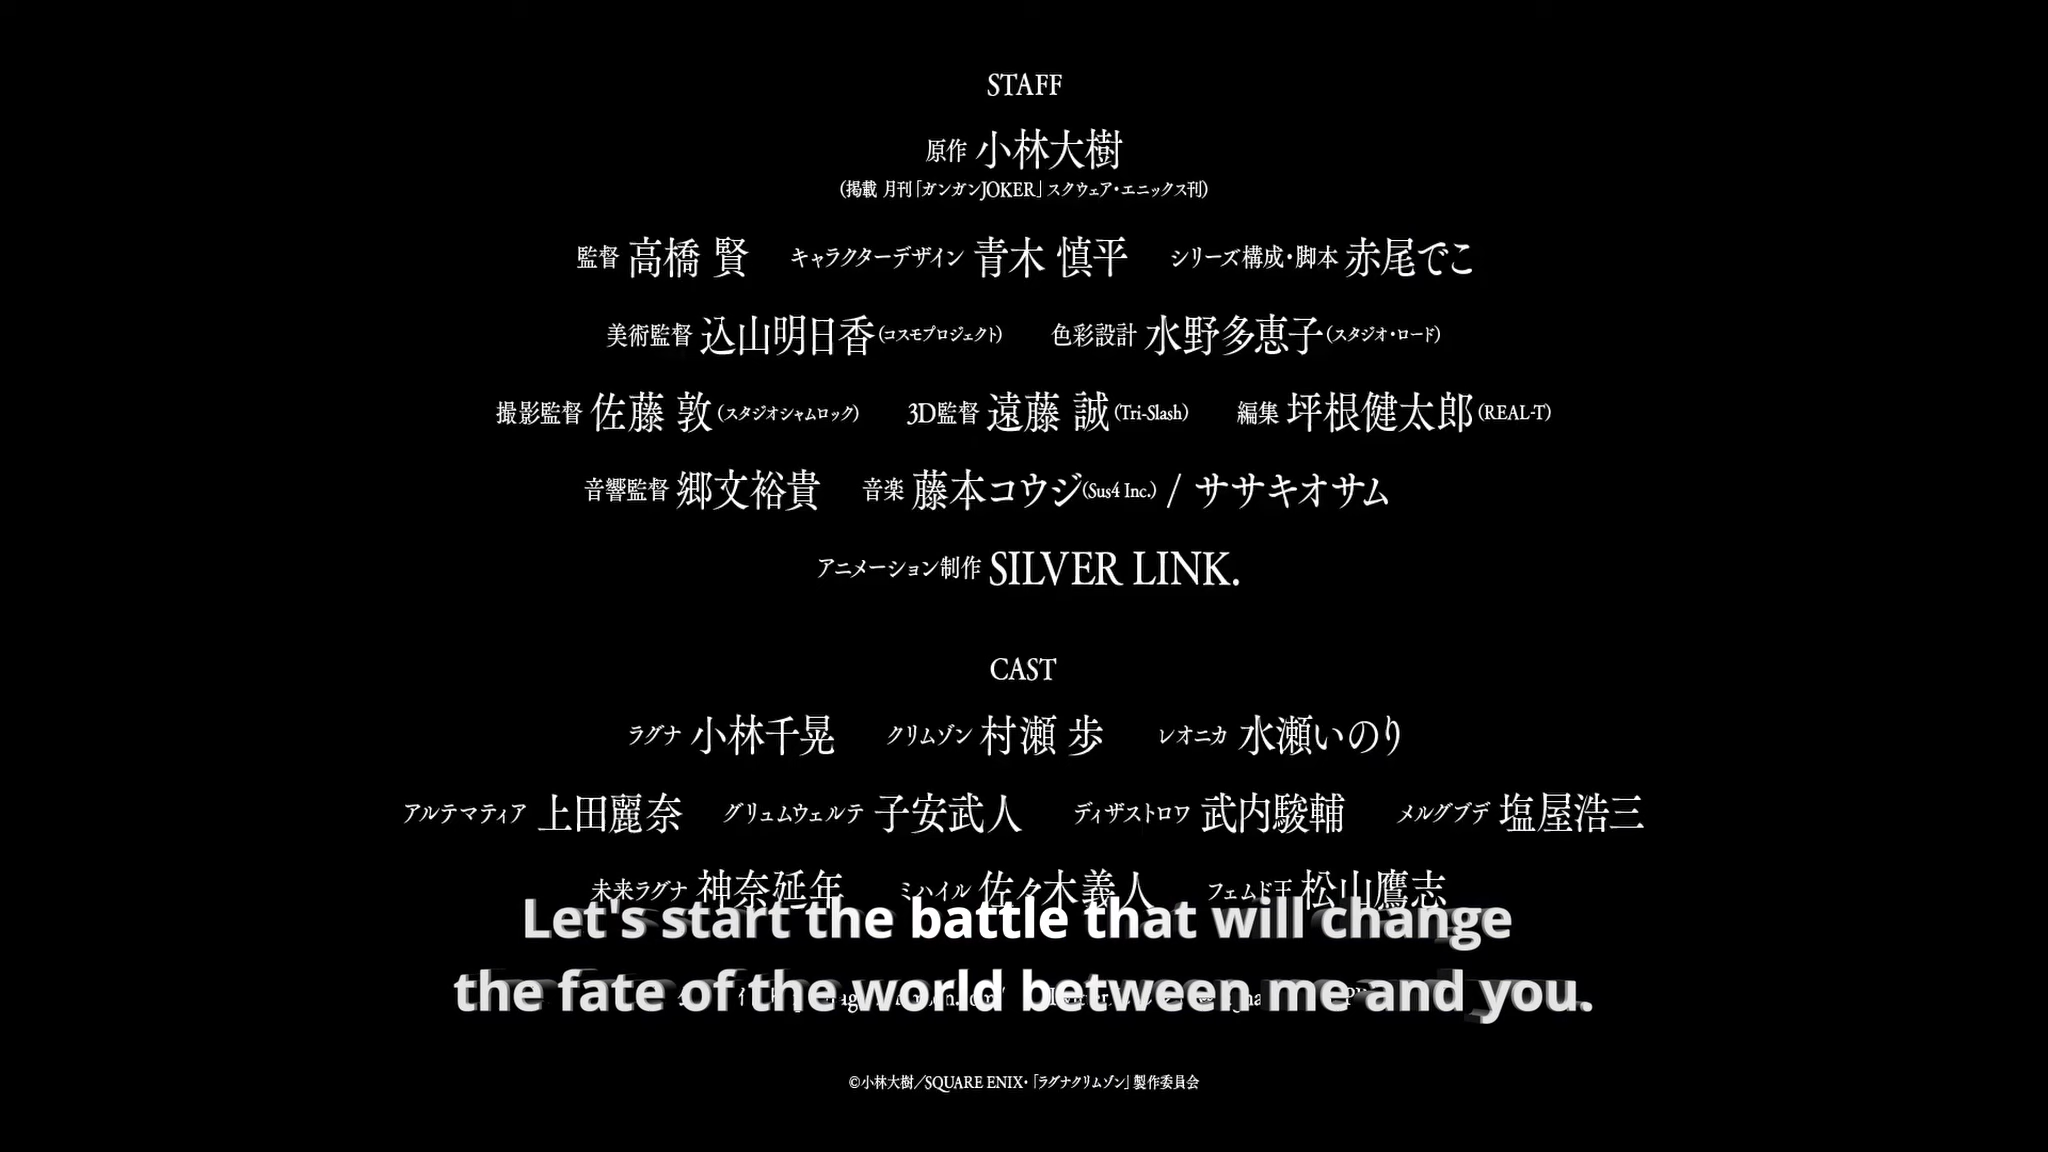 STAFF
原作 小林大樹
(掲載 月刊「ガンガンJOKER」スクウェア・エニックス刊)
監督 高橋 賢 キャラクターデザイン 青木 慎平 シリーズ構成・脚本 赤尾でこ
美術監督 込山明日香(コスモプロジェクト) 色彩設計 水野多恵子(スタジオ・ロード)
撮影監督 佐藤 敦(スタジオシャムロック) 3D監督 遠藤 誠(Tri-Slash) 編集 坪根健太郎(REAL-T)
音響監督 郷文裕貴 音楽 藤本コウジ(Sus4 Inc.) / ササキオサム
アニメーション制作 SILVER LINK.
CAST
ラグナ 小林千晃 クリムゾン 村瀬 歩 レオニカ 水瀬いのり
アルテマティア 上田麗奈 グリュムウェルテ 子安武人 ディザストロワ 武内駿輔 メルグブデ 塩屋浩三
未来ラグナ 神奈延年 ミハイル 佐々木義人 フェムド王 松山鷹志
Let's start the battle that will change
the fate of the world between me and you.
©小林大樹/SQUARE ENIX・「ラグナクリムゾン」製作委員会